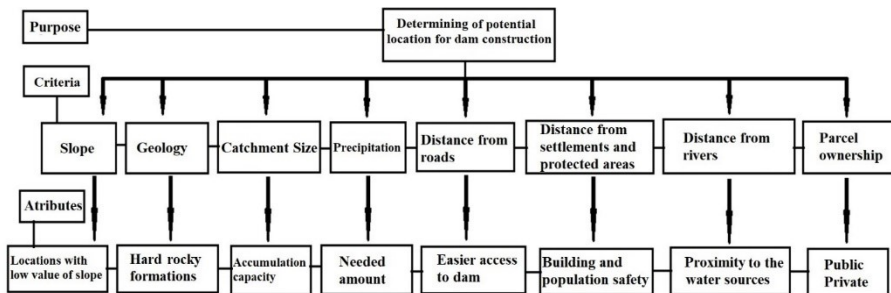 Purpose
Determining of potential
location for dam construction
Criteria
Slope
Geology
Catchment Size
Precipitation
Distance from
roads
Distance from
settlements and
protected areas
Distance from
rivers
Parcel
ownership
Atributes
Locations with
low value of slope
Hard rocky
formations
Accumulation
capacity
Needed
amount
Easier access
to dam
Building and
population safety
Proximity to the
water sources
Public
Private